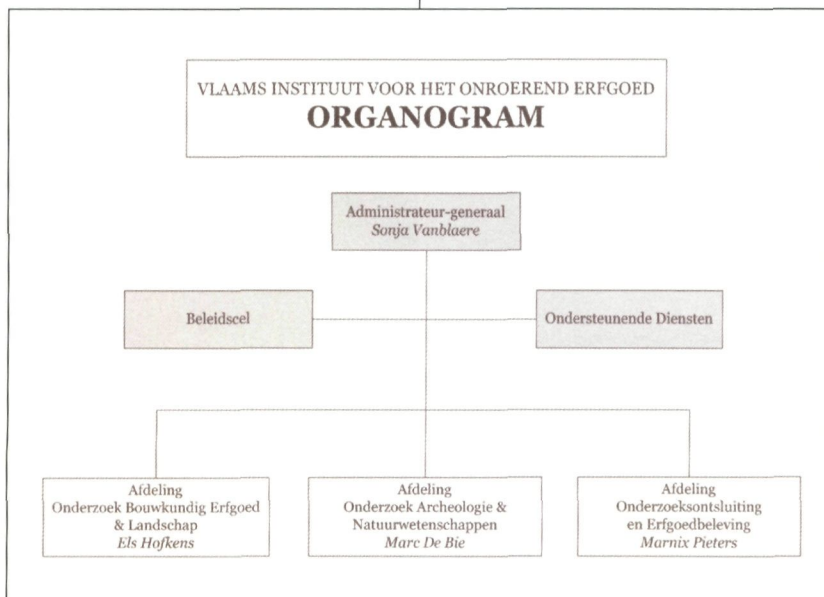 VLAAMS INSTITUUT VOOR HET ONROEREND ERFGOED
ORGANOGRAM
Administrateur-generaal
Sonja Vanblaere
Beleidscel
Ondersteunende Diensten
Afdeling
Onderzoek Bouwkundig Erfgoed
& Landschap
Els Hofkens
Afdeling
Onderzoek Archeologie &
Natuurwetenschappen
Marc De Bie
Afdeling
Onderzoeksontsluiting
en Erfgoedbeleving
Marnix Pieters